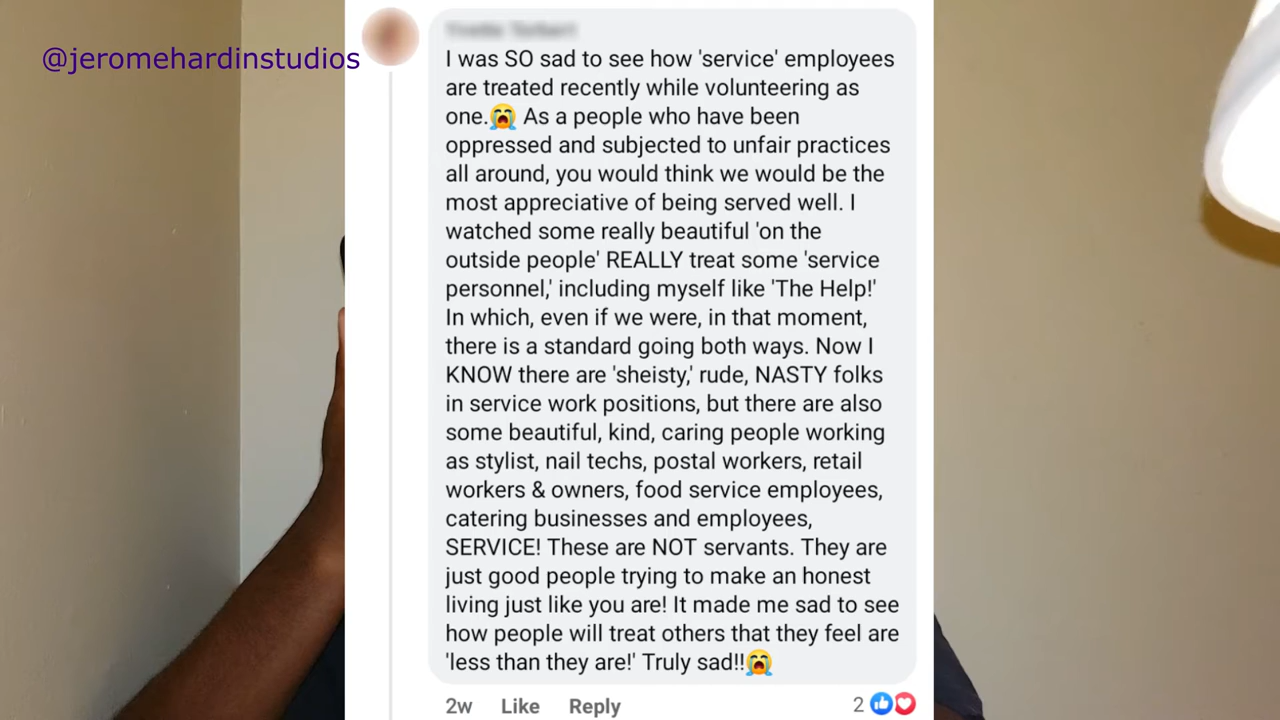 @jeromehardinstudios
I was SO sad to see how 'service' employees
are treated recently while volunteering as
one.😭 As a people who have been
oppressed and subjected to unfair practices
all around, you would think we would be the
most appreciative of being served well. I
watched some really beautiful 'on the
outside people' REALLY treat some 'service
personnel,' including myself like 'The Help!'
In which, even if we were, in that moment,
there is a standard going both ways. Now I
KNOW there are 'sheisty,' rude, NASTY folks
in service work positions, but there are also
some beautiful, kind, caring people working
as stylist, nail techs, postal workers, retail
workers & owners, food service employees,
catering businesses and employees,
SERVICE! These are NOT servants. They are
just good people trying to make an honest
living just like you are! It made me sad to see
how people will treat others that they feel are
'less than they are!' Truly sad!!😭
2w Like Reply 2